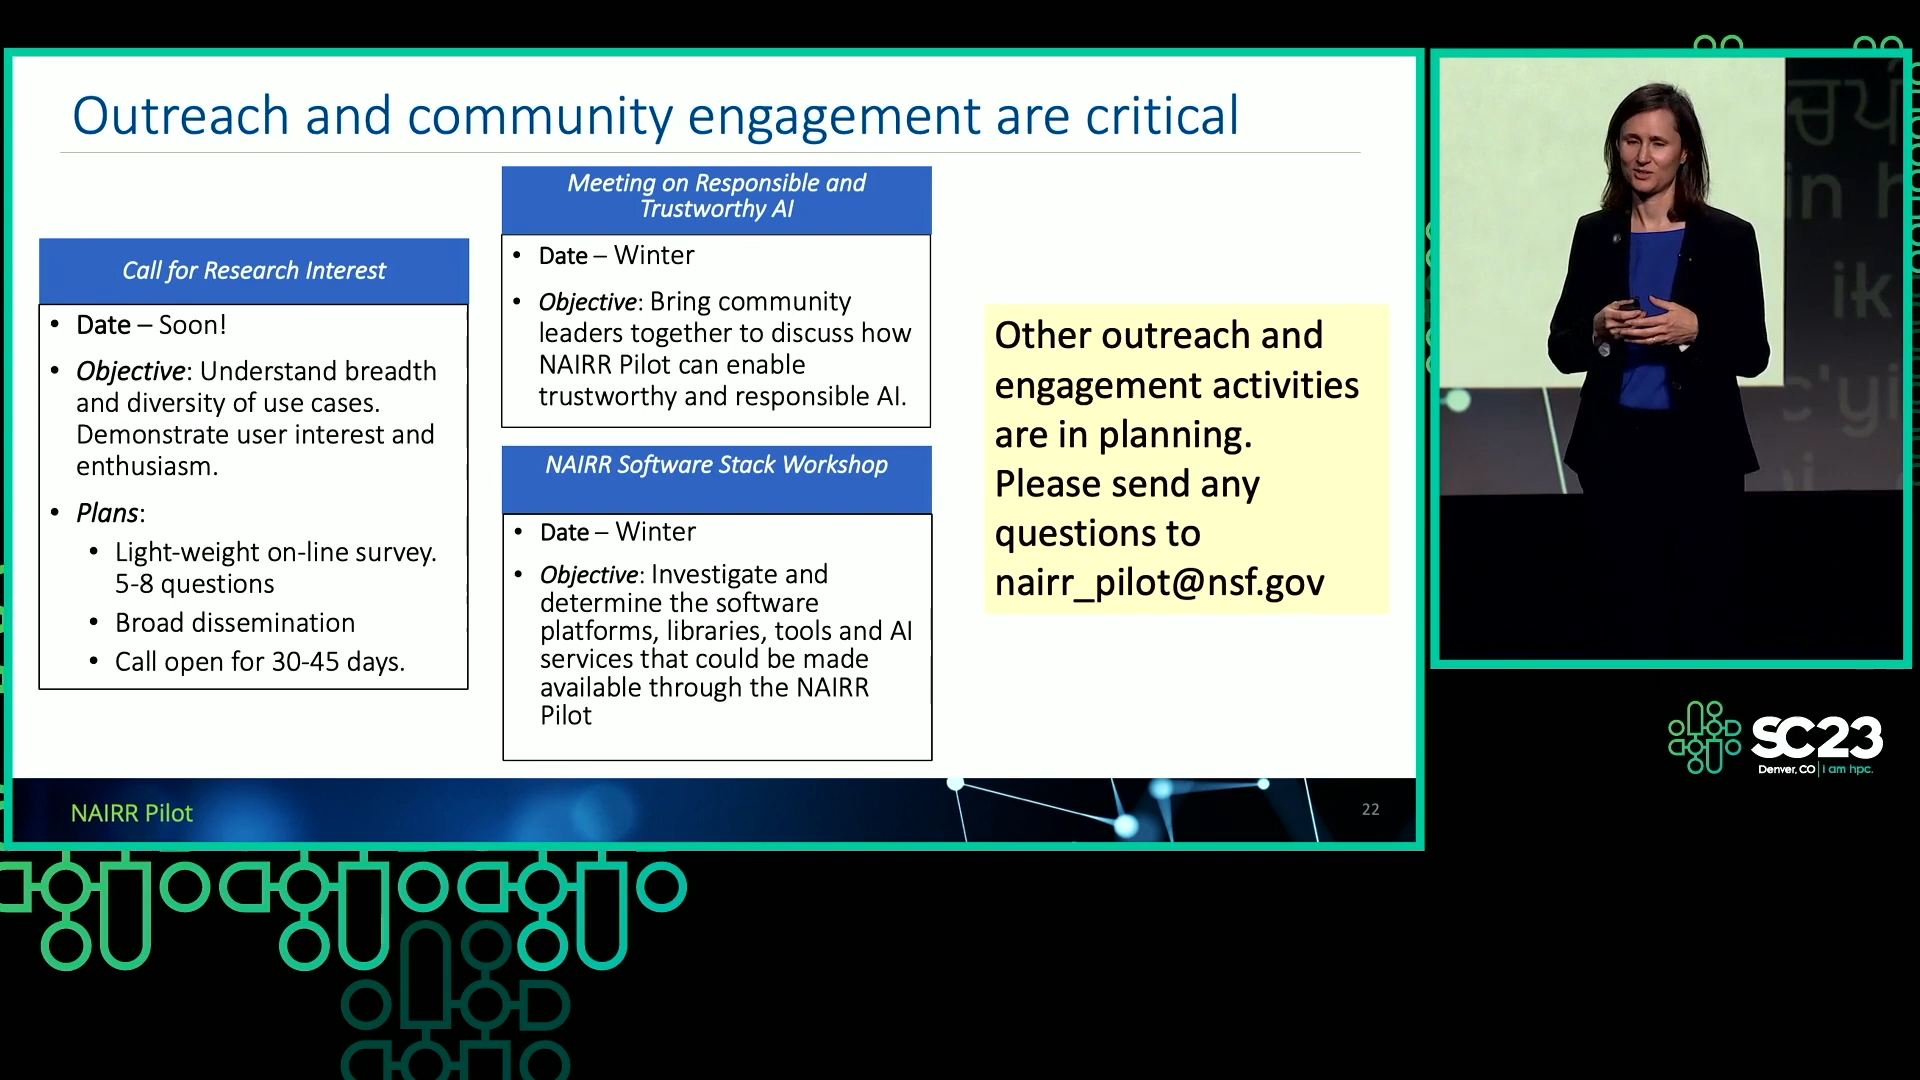 Outreach and community engagement are critical
Call for Research Interest
• Date – Soon!
• Objective: Understand breadth
and diversity of use cases.
Demonstrate user interest and
enthusiasm.
• Plans:
• Light-weight on-line survey.
5-8 questions
• Broad dissemination
• Call open for 30-45 days.
Meeting on Responsible and
Trustworthy AI
• Date – Winter
• Objective: Bring community
leaders together to discuss how
NAIRR Pilot can enable
trustworthy and responsible AI.
NAIRR Software Stack Workshop
• Date – Winter
• Objective: Investigate and
determine the software
platforms, libraries, tools and AI
services that could be made
available through the NAIRR
Pilot
Other outreach and
engagement activities
are in planning.
Please send any
questions to
nairr_pilot@nsf.gov
NAIRR Pilot
22
in h
ik
c'yi
SC23
Denver, CO | i am hpc.